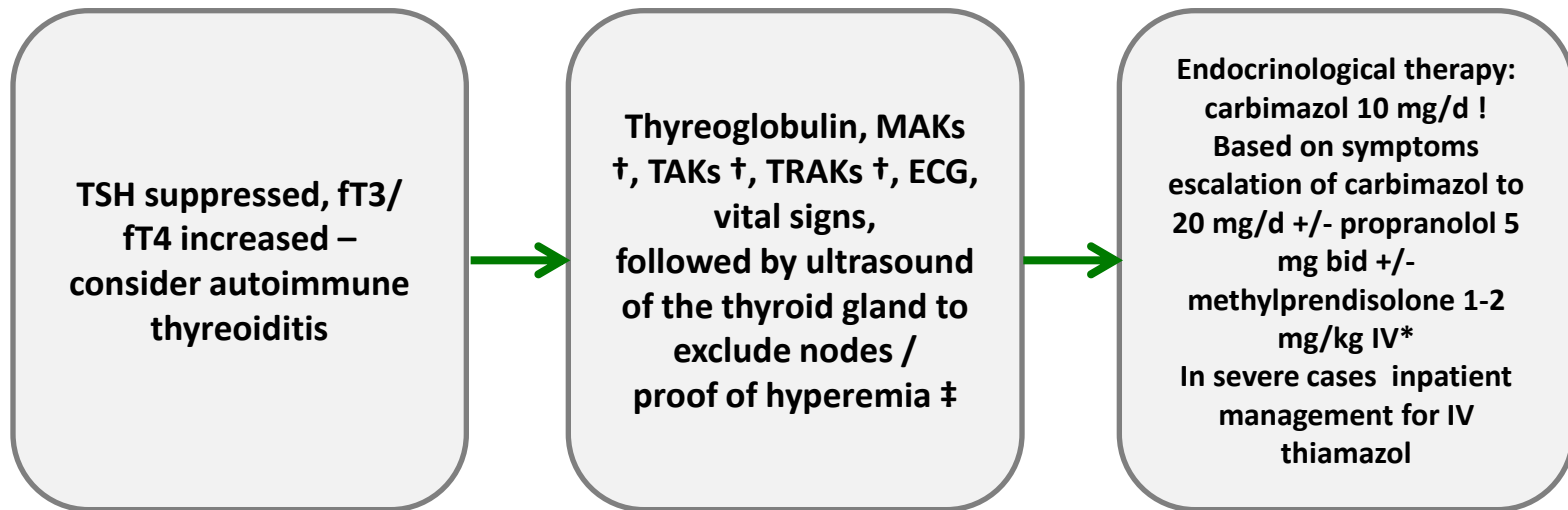 TSH suppressed, fT3/
fT4 increased –
consider autoimmune
thyreoiditis
Thyreoglobulin, MAKs
†, TAKs †, TRAKs †, ECG,
vital signs,
followed by ultrasound
of the thyroid gland to
exclude nodes /
proof of hyperemia ‡
Endocrinological therapy:
carbimazol 10 mg/d !
Based on symptoms
escalation of carbimazol to
20 mg/d +/- propranolol 5
mg bid +/-
methylprendisolone 1-2
mg/kg IV*
In severe cases inpatient
management for IV
thiamazol